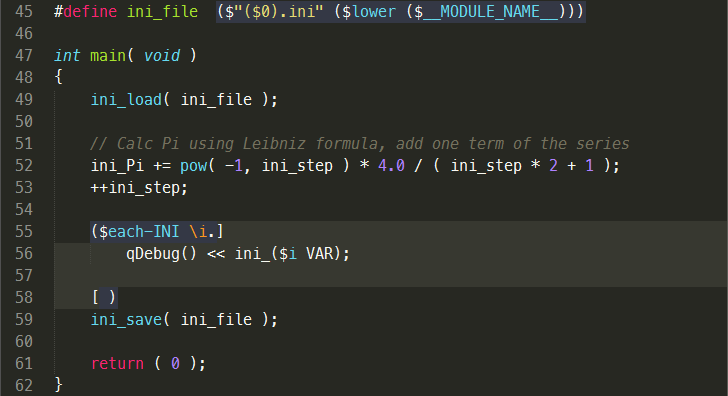 45 #define ini_file  ($"($0).ini" ($lower ($__MODULE_NAME__)))
46
47 int main( void )
48 {
49     ini_load( ini_file );
50
51     // Calc Pi using Leibniz formula, add one term of the series
52     ini_Pi += pow( -1, ini_step ) * 4.0 / ( ini_step * 2 + 1 );
53     ++ini_step;
54
55     ($each-INI \i.]
56         qDebug() << ini_($i VAR);
57
58     [ )
59     ini_save( ini_file );
60
61     return ( 0 );
62 }